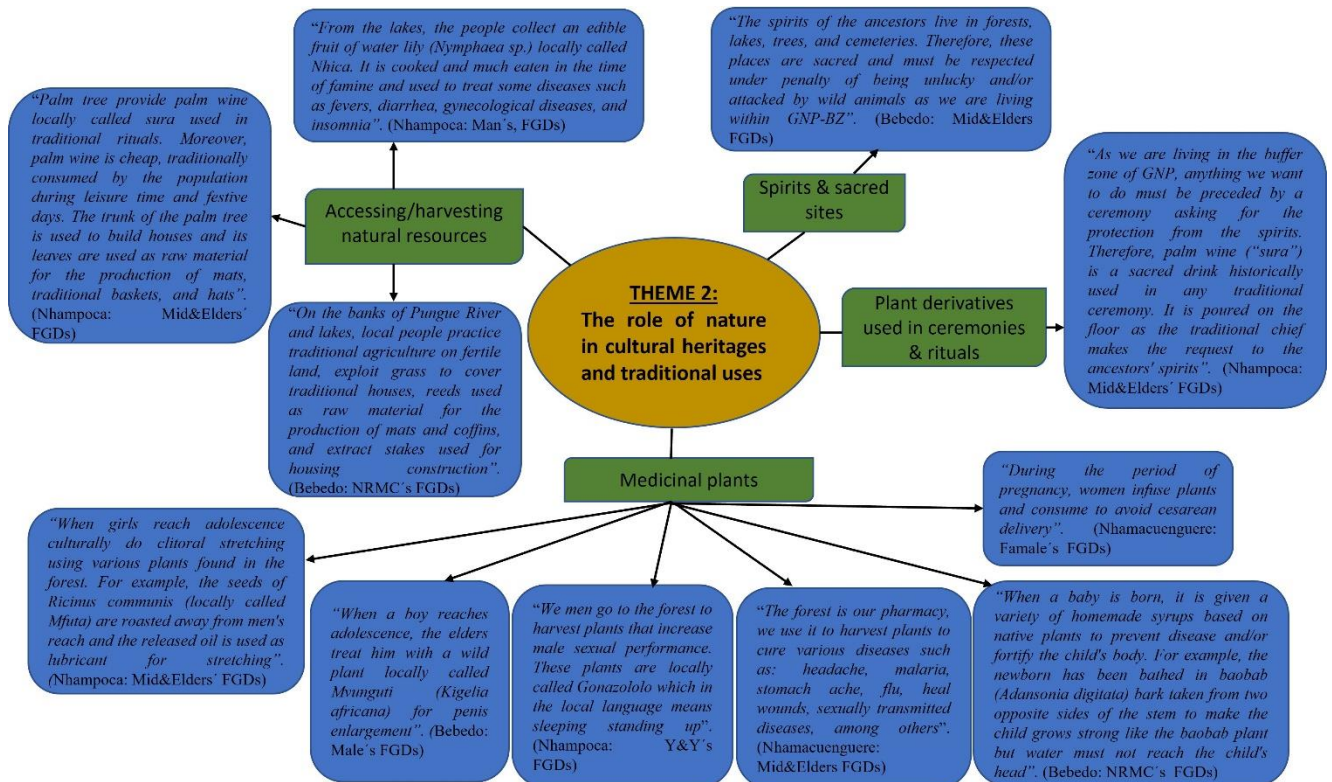 “From the lakes, the people collect an edible
fruit of water lily (Nymphaea sp.) locally called
Nhica. It is cooked and much eaten in the time
of famine and used to treat some diseases such
as fevers, diarrhea, gynecological diseases, and
insomnia”. (Nhampoca: Man´s, FGDs)
“The spirits of the ancestors live in forests,
lakes, trees, and cemeteries. Therefore, these
places are sacred and must be respected
under penalty of being unlucky and/or
attacked by wild animals as we are living
within GNP-BZ”. (Bebedo: Mid&Elders
FGDs)
“Palm tree provide palm wine
locally called sura used in
traditional rituals. Moreover,
palm wine is cheap, traditionally
consumed by the population
during leisure time and festive
days. The trunk of the palm tree
is used to build houses and its
leaves are used as raw material
for the production of mats,
traditional baskets, and hats”.
(Nhampoca: Mid&Elders´
FGDs)
Accessing/harvesting
natural resources
Spirits & sacred
sites
“As we are living in the buffer
zone of GNP, anything we want
to do must be preceded by a
ceremony asking for the
protection from the spirits.
Therefore, palm wine (“sura”)
is a sacred drink historically
used in any traditional
ceremony. It is poured on the
floor as the traditional chief
makes the request to the
ancestors' spirits”. (Nhampoca:
Mid&Elders´ FGDs)
THEME 2:
The role of nature
in cultural heritages
and traditional uses
Plant derivatives
used in ceremonies
& rituals
“On the banks of Pungue River
and lakes, local people practice
traditional agriculture on fertile
land, exploit grass to cover
traditional houses, reeds used
as raw material for the
production of mats and coffins,
and extract stakes used for
housing construction”.
(Bebedo: NRMC´s FGDs)
Medicinal plants
“During the period of
pregnancy, women infuse plants
and consume to avoid cesarean
delivery”. (Nhamacuenguere:
Famale´s FGDs)
“When girls reach adolescence
culturally do clitoral stretching
using various plants found in the
forest. For example, the seeds of
Ricinus communis (locally called
Mfuta) are roasted away from men's
reach and the released oil is used as
lubricant for stretching”.
(Nhampoca: Mid&Elders´ FGDs)
“When a boy reaches
adolescence, the elders
treat him with a wild
plant locally called
Mvunguti (Kigelia
africana) for penis
enlargement”. (Bebedo:
Male´s FGDs)
“We men go to the forest to
harvest plants that increase
male sexual performance.
These plants are locally
called Gonazololo which in
the local language means
sleeping standing up”.
(Nhampoca: Y&Y´s
FGDs)
“The forest is our pharmacy,
we use it to harvest plants to
cure various diseases such
as: headache, malaria,
stomach ache, flu, heal
wounds, sexually transmitted
diseases, among others”.
(Nhamacuenguere:
Mid&Elders FGDs)
“When a baby is born, it is given a
variety of homemade syrups based on
native plants to prevent disease and/or
fortify the child's body. For example, the
newborn has been bathed in baobab
(Adansonia digitata) bark taken from two
opposite sides of the stem to make the
child grows strong like the baobab plant
but water must not reach the child's
head”. (Bebedo: NRMC´s FGDs)